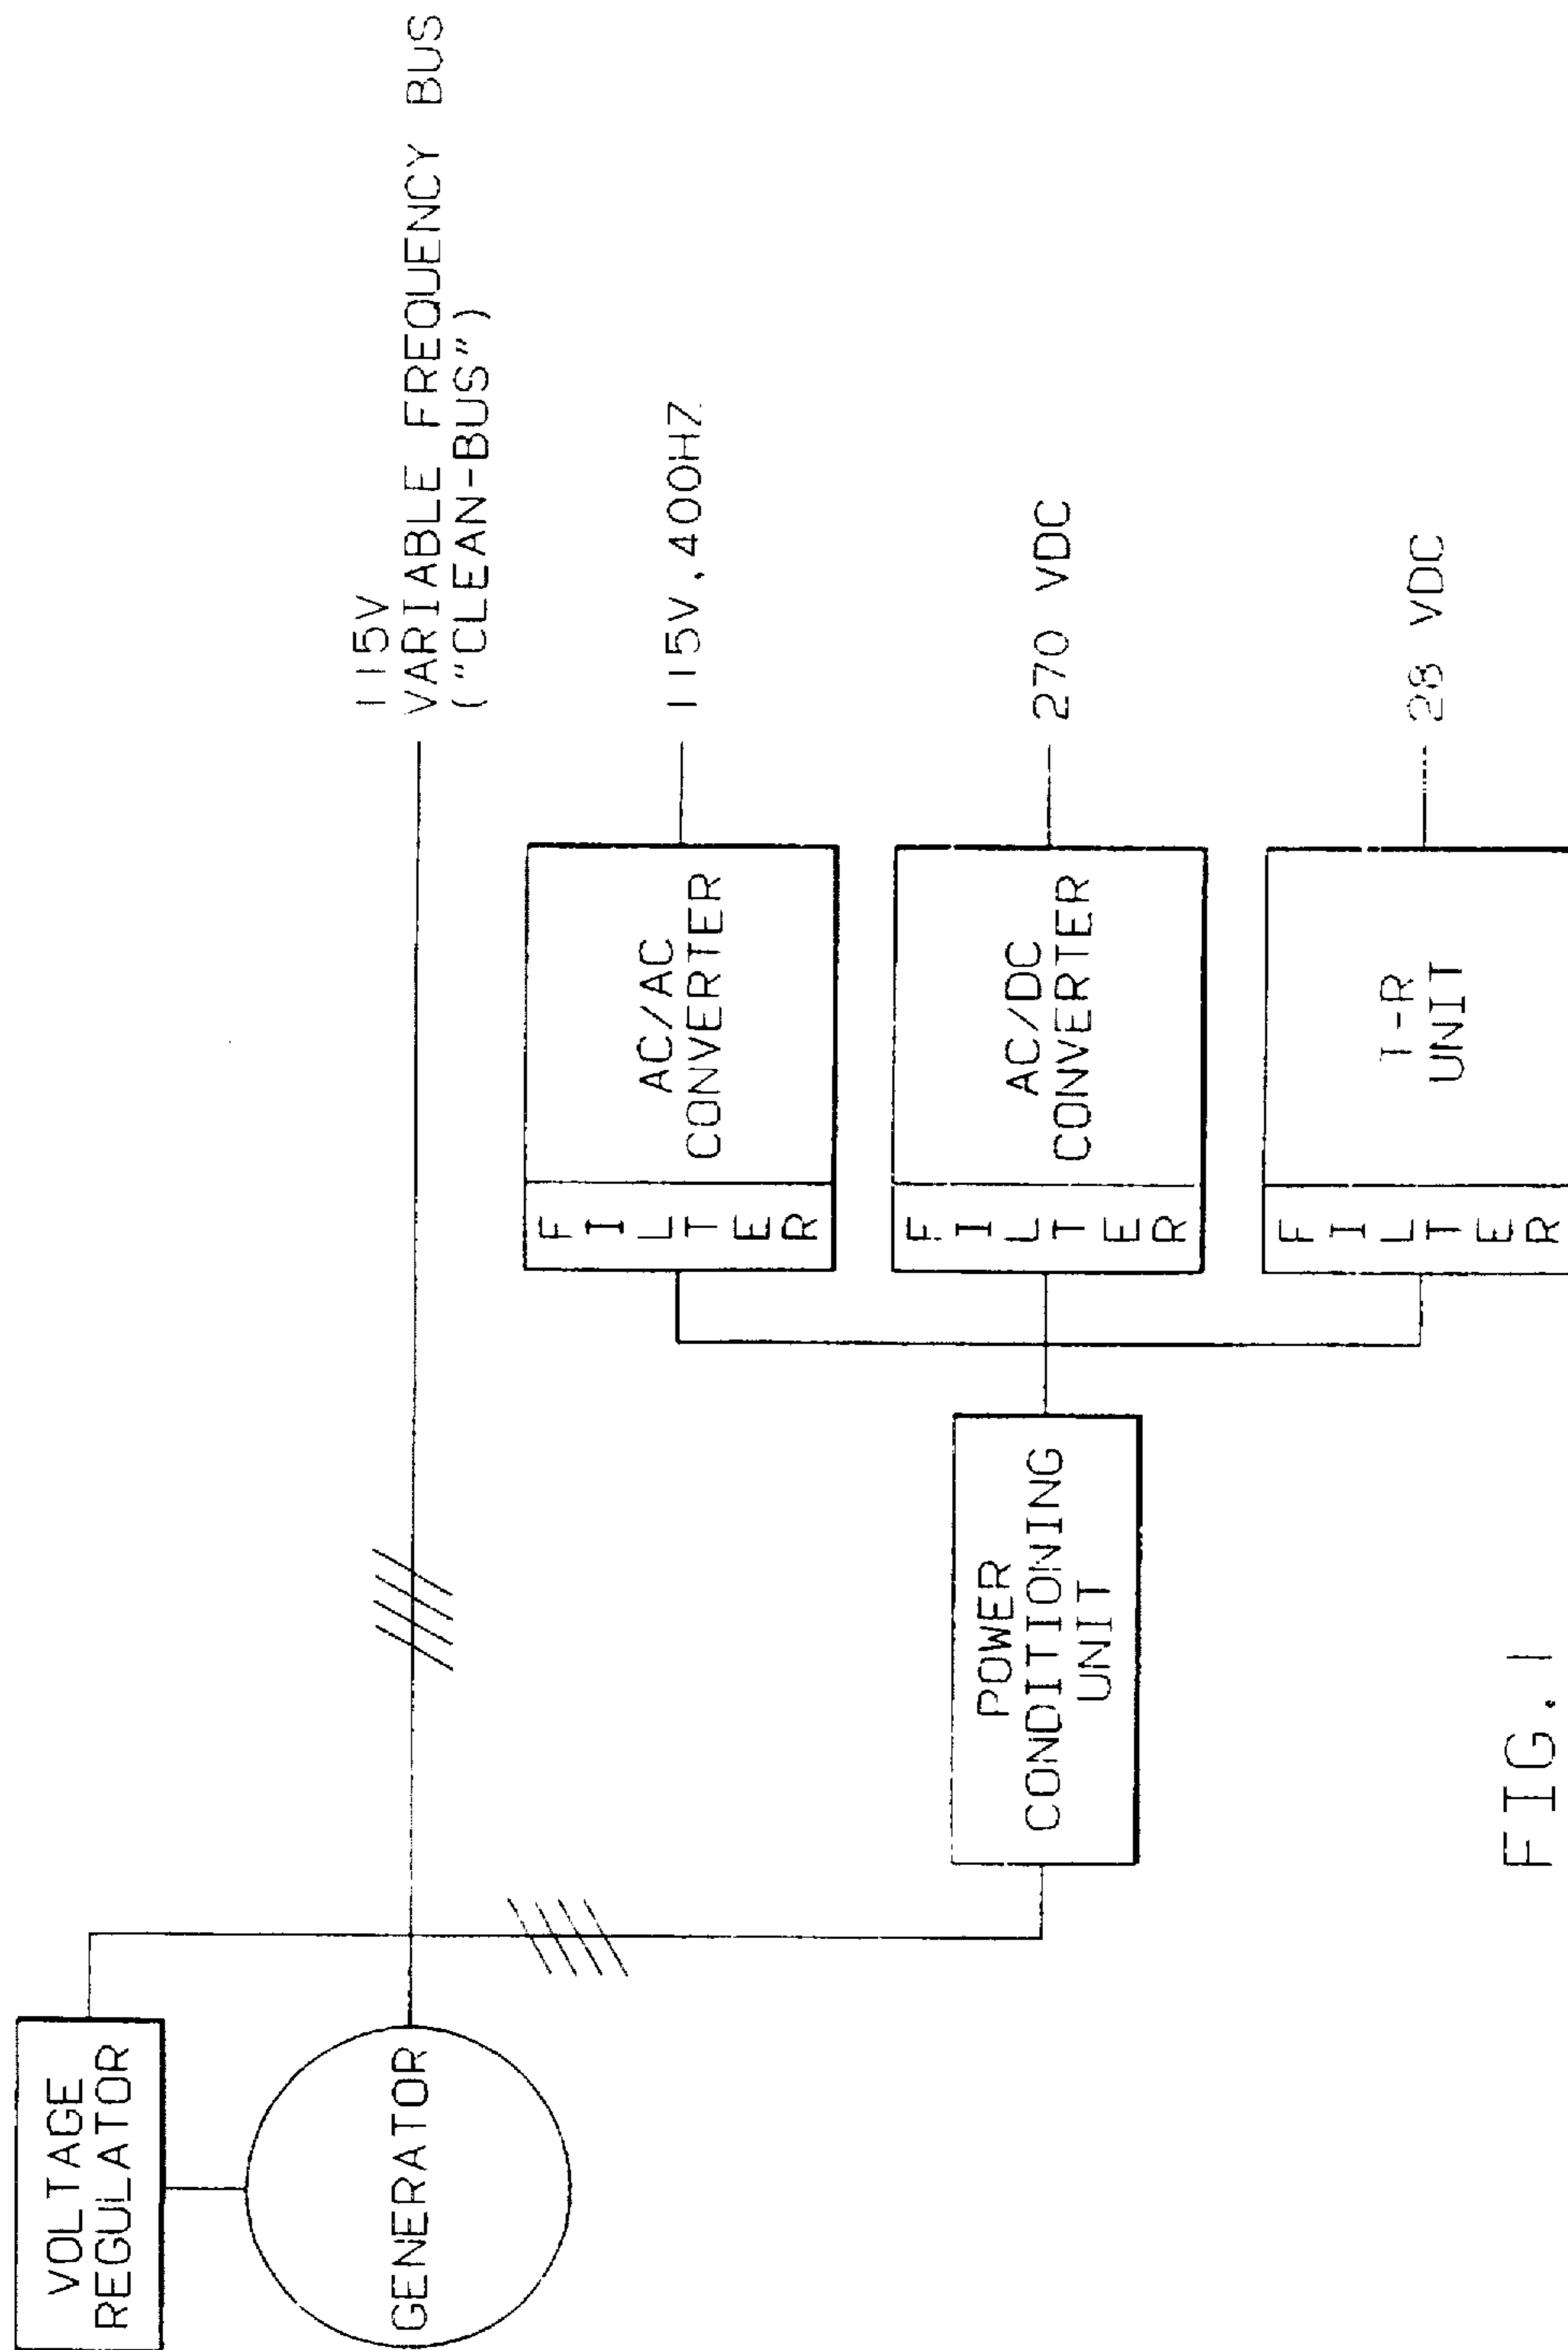 VOLTAGE
REGULATOR
GENERATOR
115V
VARIABLE FREQUENCY BUS
("CLEAN-BUS")
POWER
CONDITIONING
UNIT
FILTER
AC/AC
CONVERTER
115V,400HZ
FILTER
AC/DC
CONVERTER
270 VDC
FILTER
T-R
UNIT
28 VDC
FIG.1